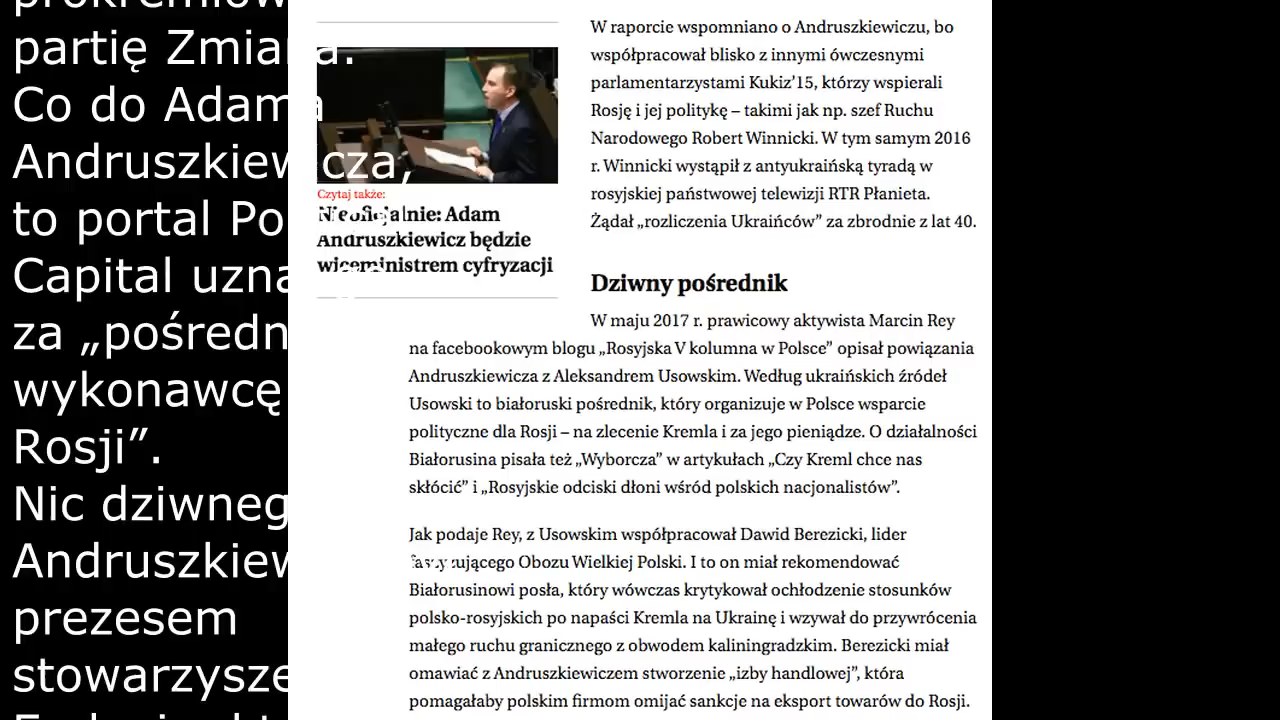 partię Zmiana.
Co do Adama
Andruszkiewicza,
to portal Po
Capital uzna
za „pośredn
wykonawcę
Rosji”.
Nic dziwneg
Andruszkiew
prezesem
stowarzysze
Czytaj także:
Nieoficjalnie: Adam
Andruszkiewicz będzie
wiceministrem cyfryzacji
W raporcie wspomniano o Andruszkiewiczu, bo
współpracował blisko z innymi ówczesnymi
parlamentarzystami Kukiz’15, którzy wspierali
Rosję i jej politykę – takimi jak np. szef Ruchu
Narodowego Robert Winnicki. W tym samym 2016
r. Winnicki wystąpił z antyukraińską tyradą w
rosyjskiej państwowej telewizji RTR Płanieta.
Żądał „rozliczenia Ukraińców” za zbrodnie z lat 40.
Dziwny pośrednik
W maju 2017 r. prawicowy aktywista Marcin Rey
na facebookowym blogu „Rosyjska V kolumna w Polsce” opisał powiązania
Andruszkiewicza z Aleksandrem Usowskim. Według ukraińskich źródeł
Usowski to białoruski pośrednik, który organizuje w Polsce wsparcie
polityczne dla Rosji – na zlecenie Kremla i za jego pieniądze. O działalności
Białorusina pisała też „Wyborcza” w artykułach „Czy Kreml chce nas
skłócić” i „Rosyjskie odciski dłoni wśród polskich nacjonalistów”.
Jak podaje Rey, z Usowskim współpracował Dawid Berezicki, lider
faszyzującego Obozu Wielkiej Polski. I to on miał rekomendować
Białorusinowi posła, który wówczas krytykował ochłodzenie stosunków
polsko-rosyjskich po napaści Kremla na Ukrainę i wzywał do przywrócenia
małego ruchu granicznego z obwodem kaliningradzkim. Berezicki miał
omawiać z Andruszkiewiczem stworzenie „izby handlowej”, która
pomagałaby polskim firmom omijać sankcje na eksport towarów do Rosji.